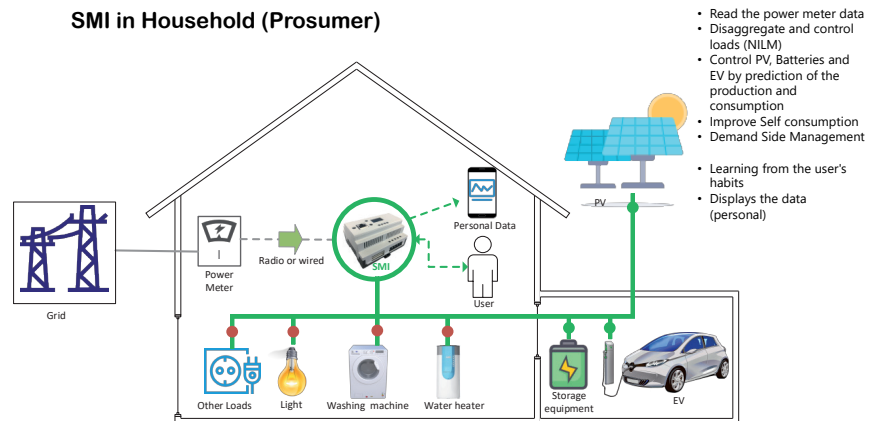 SMI in Household (Prosumer)
• Read the power meter data
• Disaggregate and control
loads (NILM)
• Control PV, Batteries and
EV by prediction of the
production and
consumption
• Improve Self consumption
• Demand Side Management
• Learning from the user's
habits
• Displays the data
(personal)
PV
Personal Data
Grid
Power
Meter
Radio or wired
SMI
User
Other Loads
Light
Washing machine
Water heater
Storage
equipment
EV